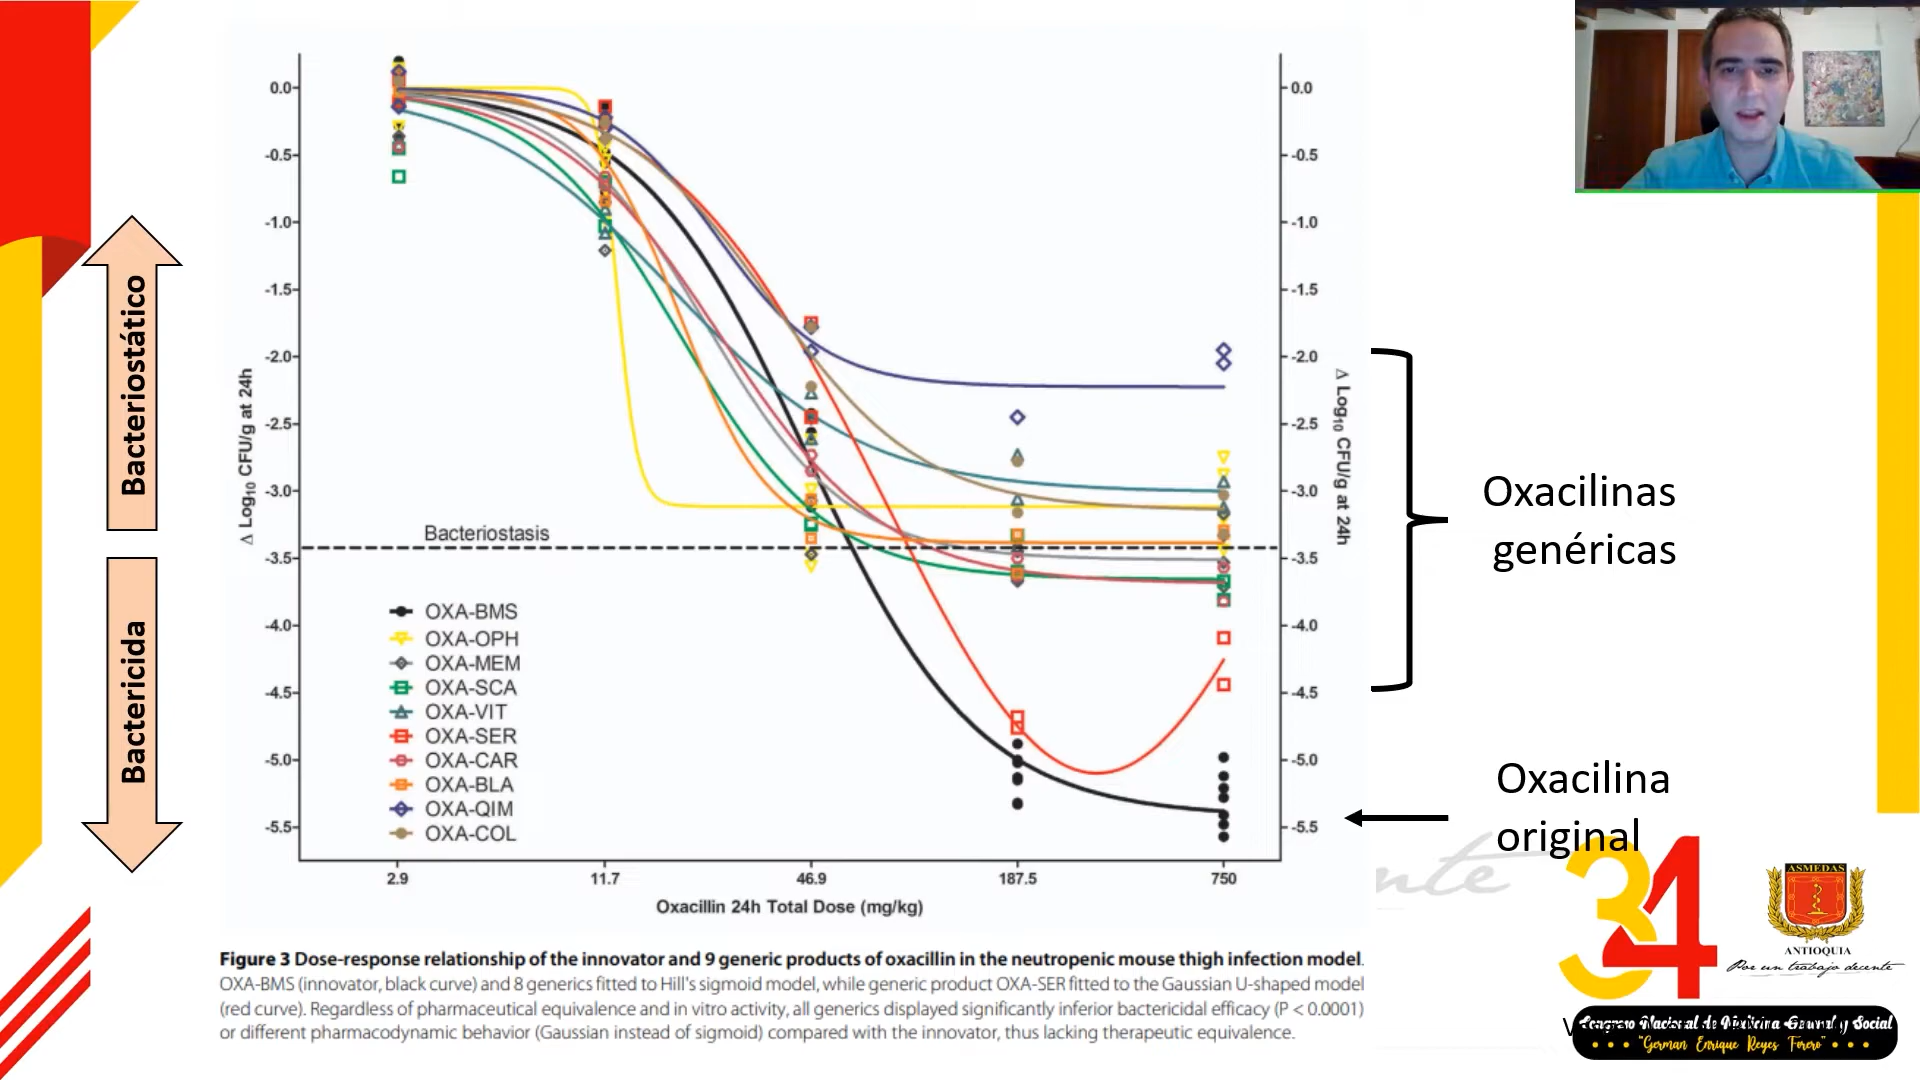 Bacteriostático
Bactericida
0.0
-0.5
-1.0
-1.5
-2.0
-2.5
-3.0
-3.5
-4.0
-4.5
-5.0
-5.5
Δ Log10 CFU/g at 24h
Bacteriostasis
OXA-BMS
OXA-OPH
OXA-MEM
OXA-SCA
OXA-VIT
OXA-SER
OXA-CAR
OXA-BLA
OXA-QIM
OXA-COL
0.0
-0.5
-1.0
-1.5
-2.0
-2.5
-3.0
-3.5
-4.0
-4.5
-5.0
-5.5
Δ Log10 CFU/g at 24h
2.9 11.7 46.9 187.5 750
Oxacillin 24h Total Dose (mg/kg)
Oxacilinas
genéricas
Oxacilina
original
Figure 3 Dose-response relationship of the innovator and 9 generic products of oxacillin in the neutropenic mouse thigh infection model.
OXA-BMS (innovator, black curve) and 8 generics fitted to Hill's sigmoid model, while generic product OXA-SER fitted to the Gaussian U-shaped model
(red curve). Regardless of pharmaceutical equivalence and in vitro activity, all generics displayed significantly inferior bactericidal efficacy (P < 0.0001)
or different pharmacodynamic behavior (Gaussian instead of sigmoid) compared with the innovator, thus lacking therapeutic equivalence.
34
ASMEDAS
ANTIOQUIA
Por un trabajo decente
Congreso Nacional de Medicina General y Social
"German Enrique Reyes Forero"